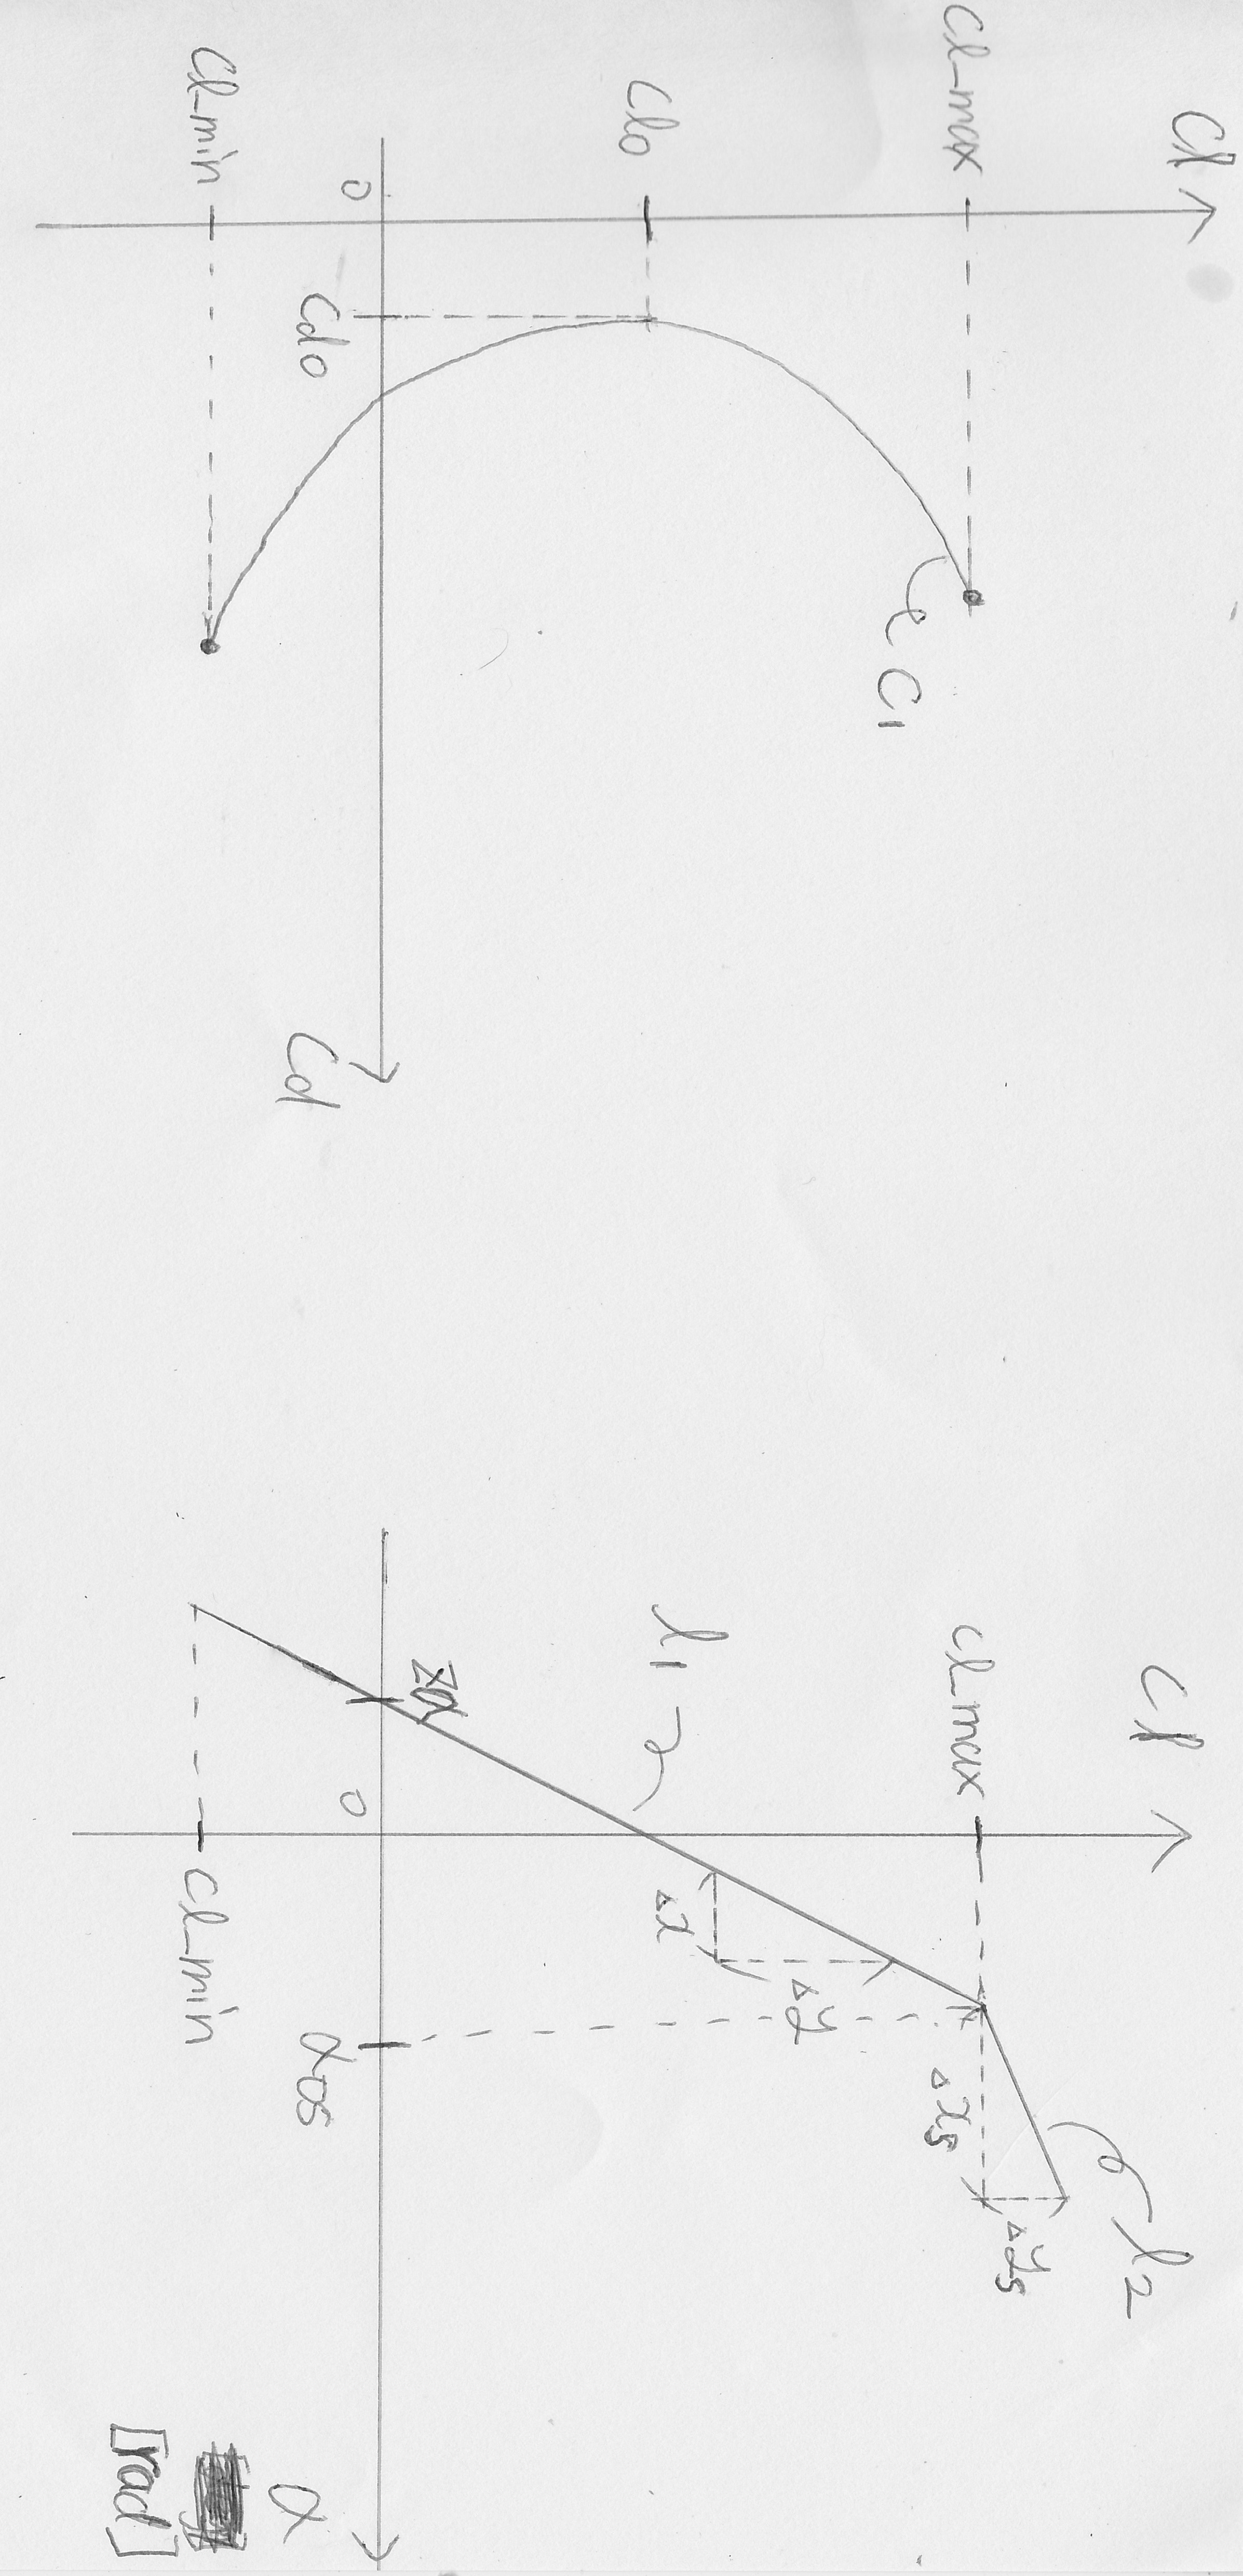 Cl
Cl_max
Cl0
0
Cl_min
Cd0
C1
Cd
Cl
Cl_max
l1
Zα
0
Cl_min
Δx
Δy
α0s
Δxs
Δys
l2
α
[rad]